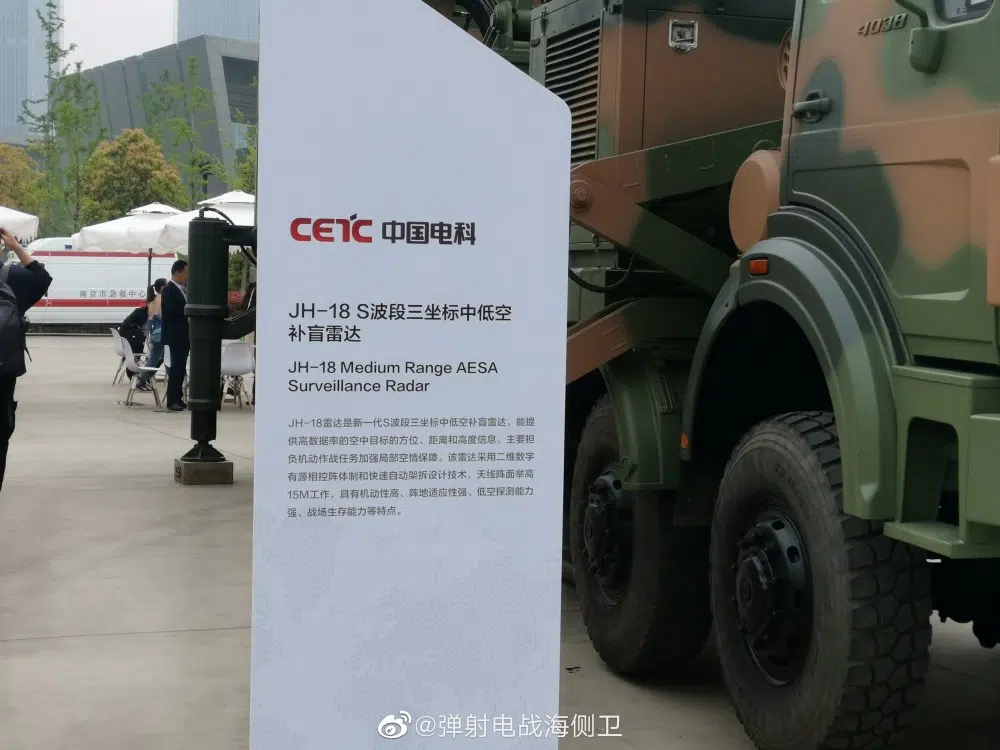 4038
CETC 中国电科
JH-18 S波段三坐标中低空
补盲雷达
JH-18 Medium Range AESA
Surveillance Radar
JH-18雷达是新一代S波段三坐标中低空补盲雷达，能提
供高数据率的空中目标的方位、距离和高度信息，主要担
负机动作战任务加强局部空情保障。该雷达采用二维数字
有源相控阵体制和快速自动架拆设计技术，天线阵面举高
15M工作，具有机动性高、阵地适应性强、低空探测能力
强、战场生存能力等特点。
南京市急救中心
@弹射电战海侧卫